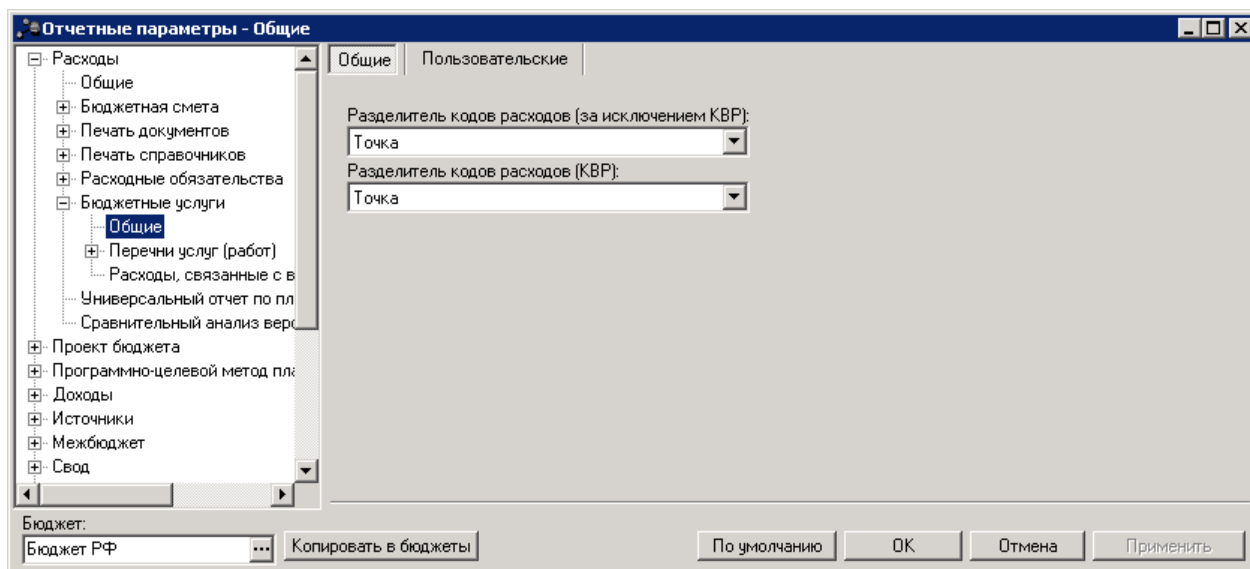 Отчетные параметры - Общие
Расходы
Общие
Бюджетная смета
Печать документов
Печать справочников
Расходные обязательства
Бюджетные услуги
Общие
Перечни услуг (работ)
Расходы, связанные с в
Универсальный отчет по пл
Сравнительный анализ верс
Проект бюджета
Программно-целевой метод пла
Доходы
Источники
Межбюджет
Свод
Общие
Пользовательские
Разделитель кодов расходов (за исключением КВР):
Точка
Разделитель кодов расходов (КВР):
Точка
Бюджет:
Бюджет РФ ... Копировать в бюджеты По умолчанию OK Отмена Применить